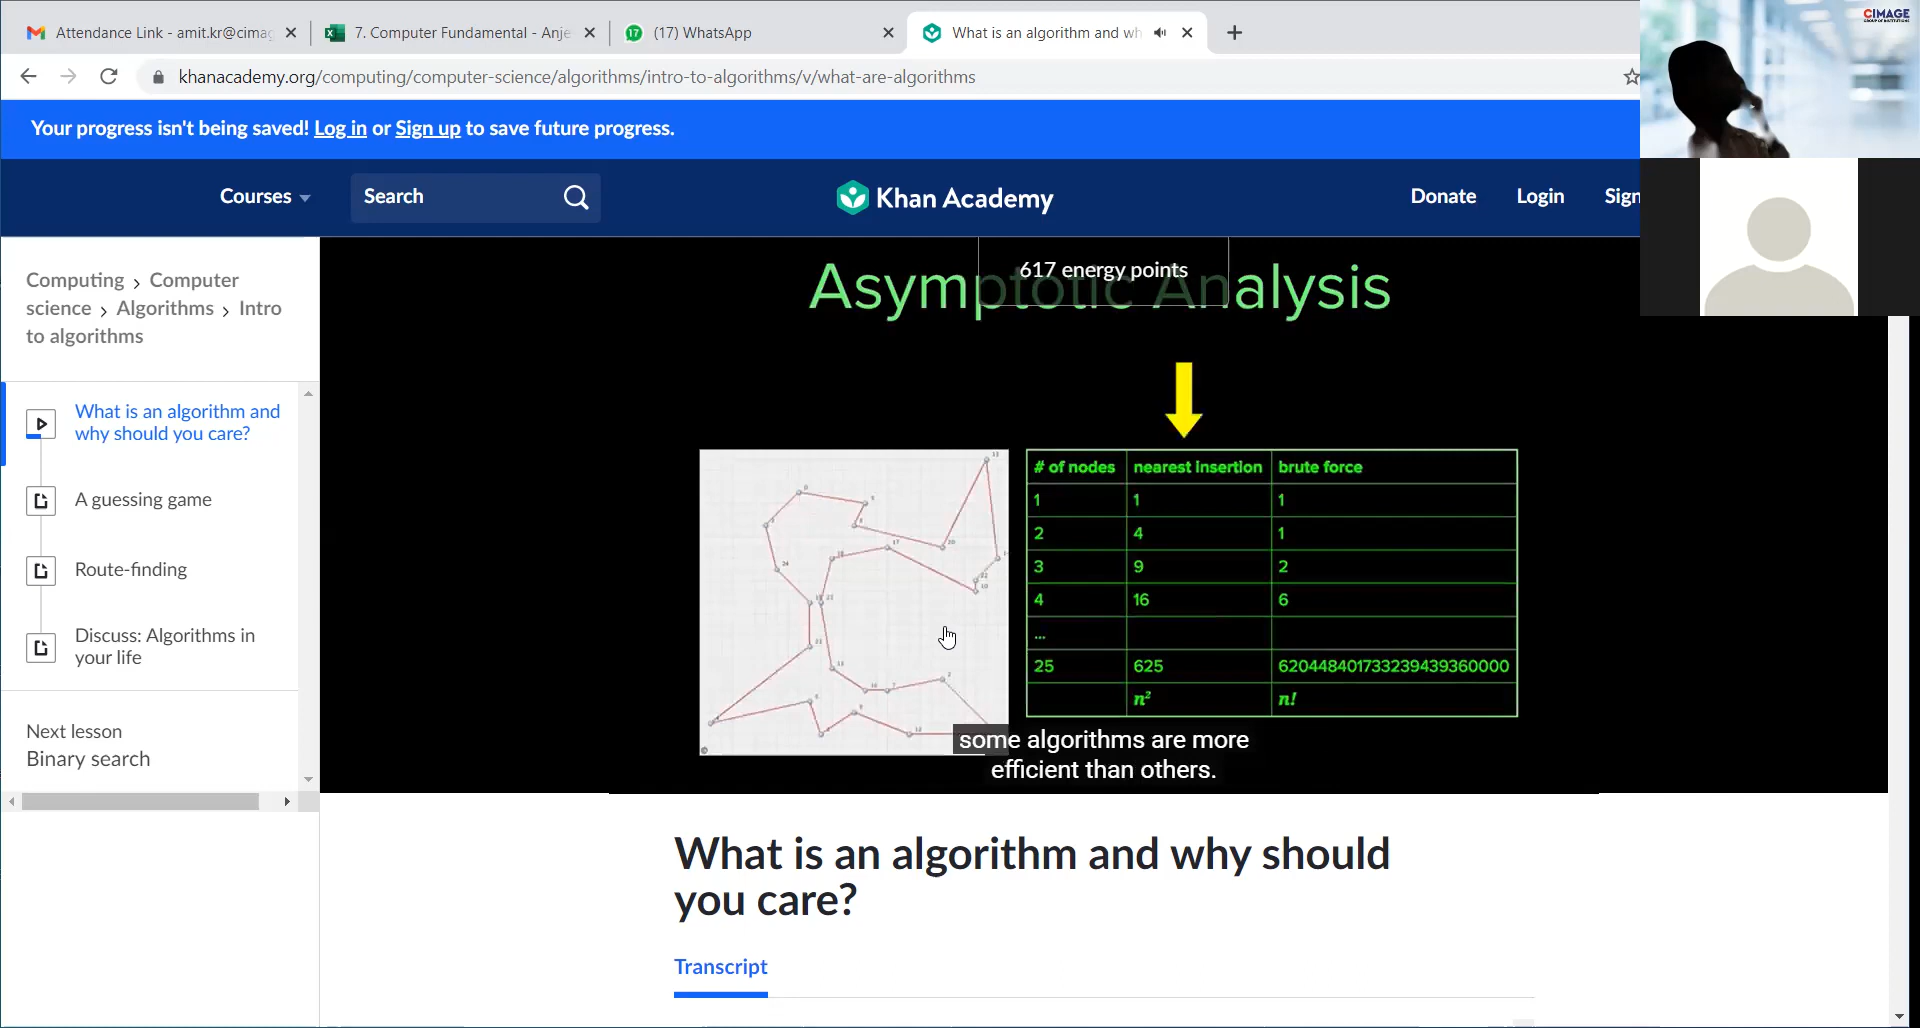 Attendance Link - amit.kr@cimag
7. Computer Fundamental - Anje
17
(17) WhatsApp
What is an algorithm and wh
CIMAGE
khanacademy.org/computing/computer-science/algorithms/intro-to-algorithms/v/what-are-algorithms
Your progress isn't being saved! Log in or Sign up to save future progress.
Courses
Search
Khan Academy
Donate
Login
Sign
Computing > Computer
science > Algorithms > Intro
to algorithms
What is an algorithm and
why should you care?
A guessing game
Route-finding
Discuss: Algorithms in
your life
Next lesson
Binary search
617 energy points
Asymptotic Analysis
# of nodes nearest insertion brute force
1 1 1
2 4 1
3 9 2
4 16 6
...
25 625 620448401733239439360000
n² n!
some algorithms are more
efficient than others.
What is an algorithm and why should
you care?
Transcript